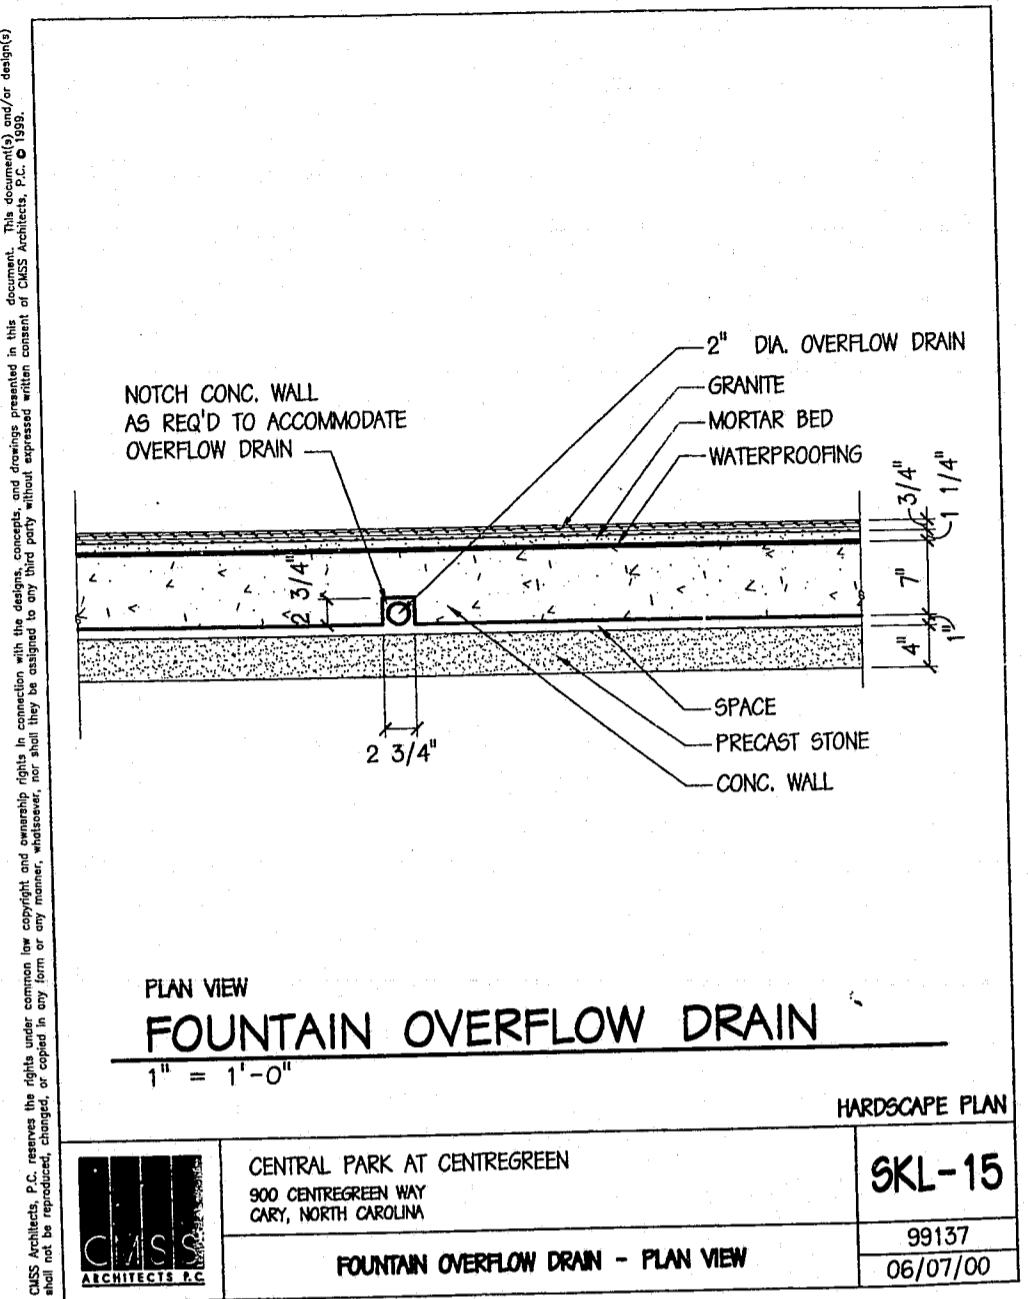 CMSS Architects, P.C. reserves the rights under common law copyright and ownership rights in connection with the designs, concepts, and drawings presented in this document. This document(s) and/or design(s)
shall not be reproduced, changed, or copied in any form or any manner, whatsoever, nor shall they be assigned to any third party without expressed written consent of CMSS Architects, P.C. © 1999.
2" DIA. OVERFLOW DRAIN
GRANITE
MORTAR BED
WATERPROOFING
NOTCH CONC. WALL
AS REQ'D TO ACCOMMODATE
OVERFLOW DRAIN
3/4"
1 1/4"
7"
1"
4"
2 3/4"
2 3/4"
SPACE
PRECAST STONE
CONC. WALL
PLAN VIEW
FOUNTAIN OVERFLOW DRAIN
1" = 1'-0"
HARDSCAPE PLAN
CMSS
ARCHITECTS P.C
CENTRAL PARK AT CENTREGREEN
900 CENTREGREEN WAY
CARY, NORTH CAROLINA
SKL-15
FOUNTAIN OVERFLOW DRAIN - PLAN VIEW
99137
06/07/00